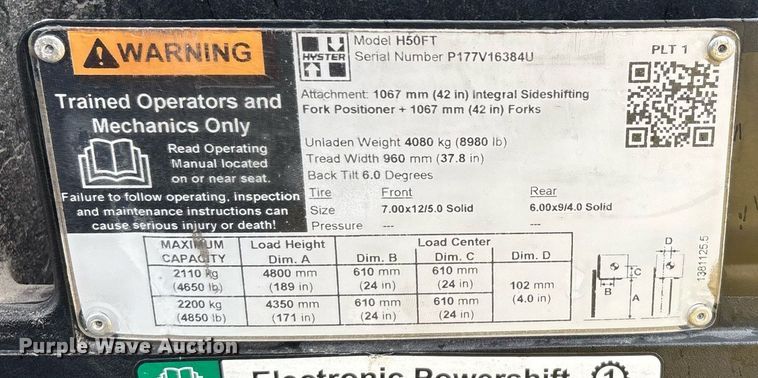 WARNING
Trained Operators and
Mechanics Only
Read Operating
Manual located
on or near seat.
Failure to follow operating, inspection
and maintenance instructions can
cause serious injury or death!
HYSTER
Model H50FT
Serial Number P177V16384U
PLT 1
Attachment: 1067 mm (42 in) Integral Sideshifting
Fork Positioner + 1067 mm (42 in) Forks
Unladen Weight 4080 kg (8980 lb)
Tread Width 960 mm (37.8 in)
Back Tilt 6.0 Degrees
Tire Front Rear
Size 7.00x12/5.0 Solid 6.00x9/4.0 Solid
Pressure --- ---
MAXIMUM CAPACITY Load Height Dim. A Load Center
Dim. B Dim. C Dim. D
2110 kg 4800 mm 610 mm 610 mm
(4650 lb) (189 in) (24 in) (24 in)
102 mm
(4.0 in)
2200 kg 4350 mm 610 mm 610 mm
(4850 lb) (171 in) (24 in) (24 in)
D
C
B
A
1381125.5
Purple Wave Auction
Electronic Powershift
1